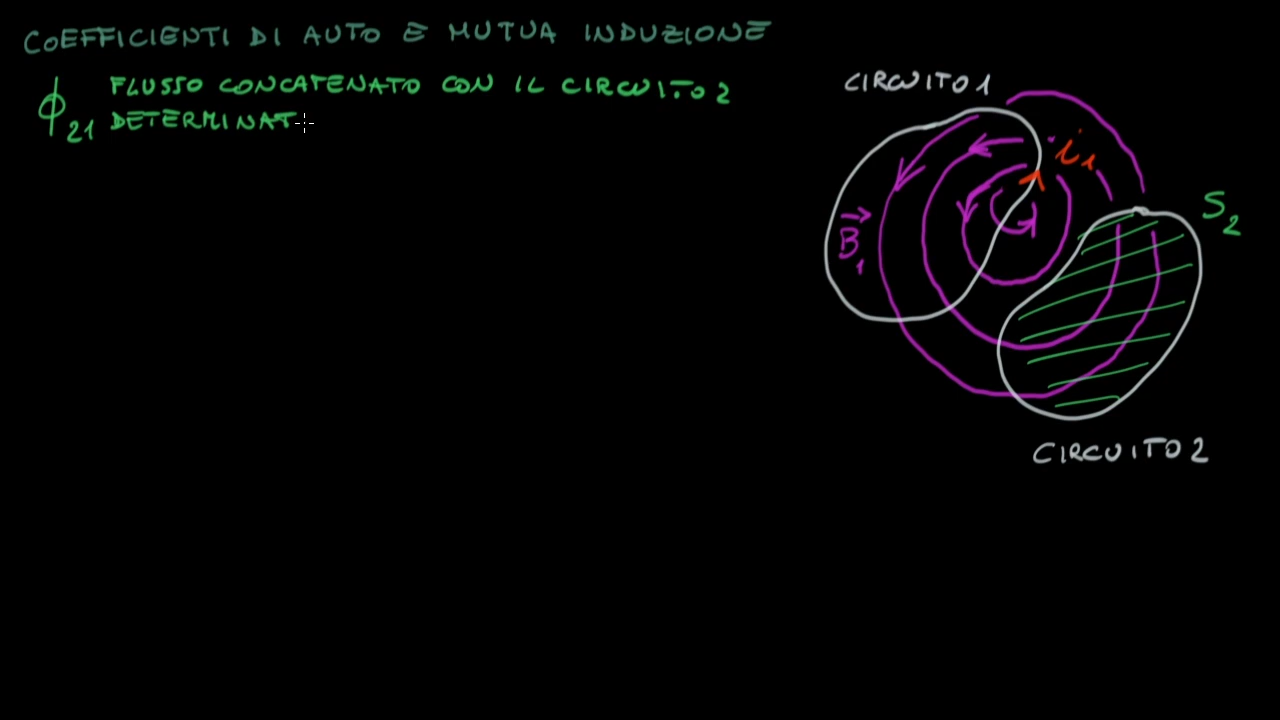 COEFFICIENTI DI AUTO E MUTUA INDUZIONE
ϕ21 FLUSSO CONCATENATO CON IL CIRCUITO 2
DETERMINAT
CIRCUITO 1
i1
S2
B⃗1
CIRCUITO 2